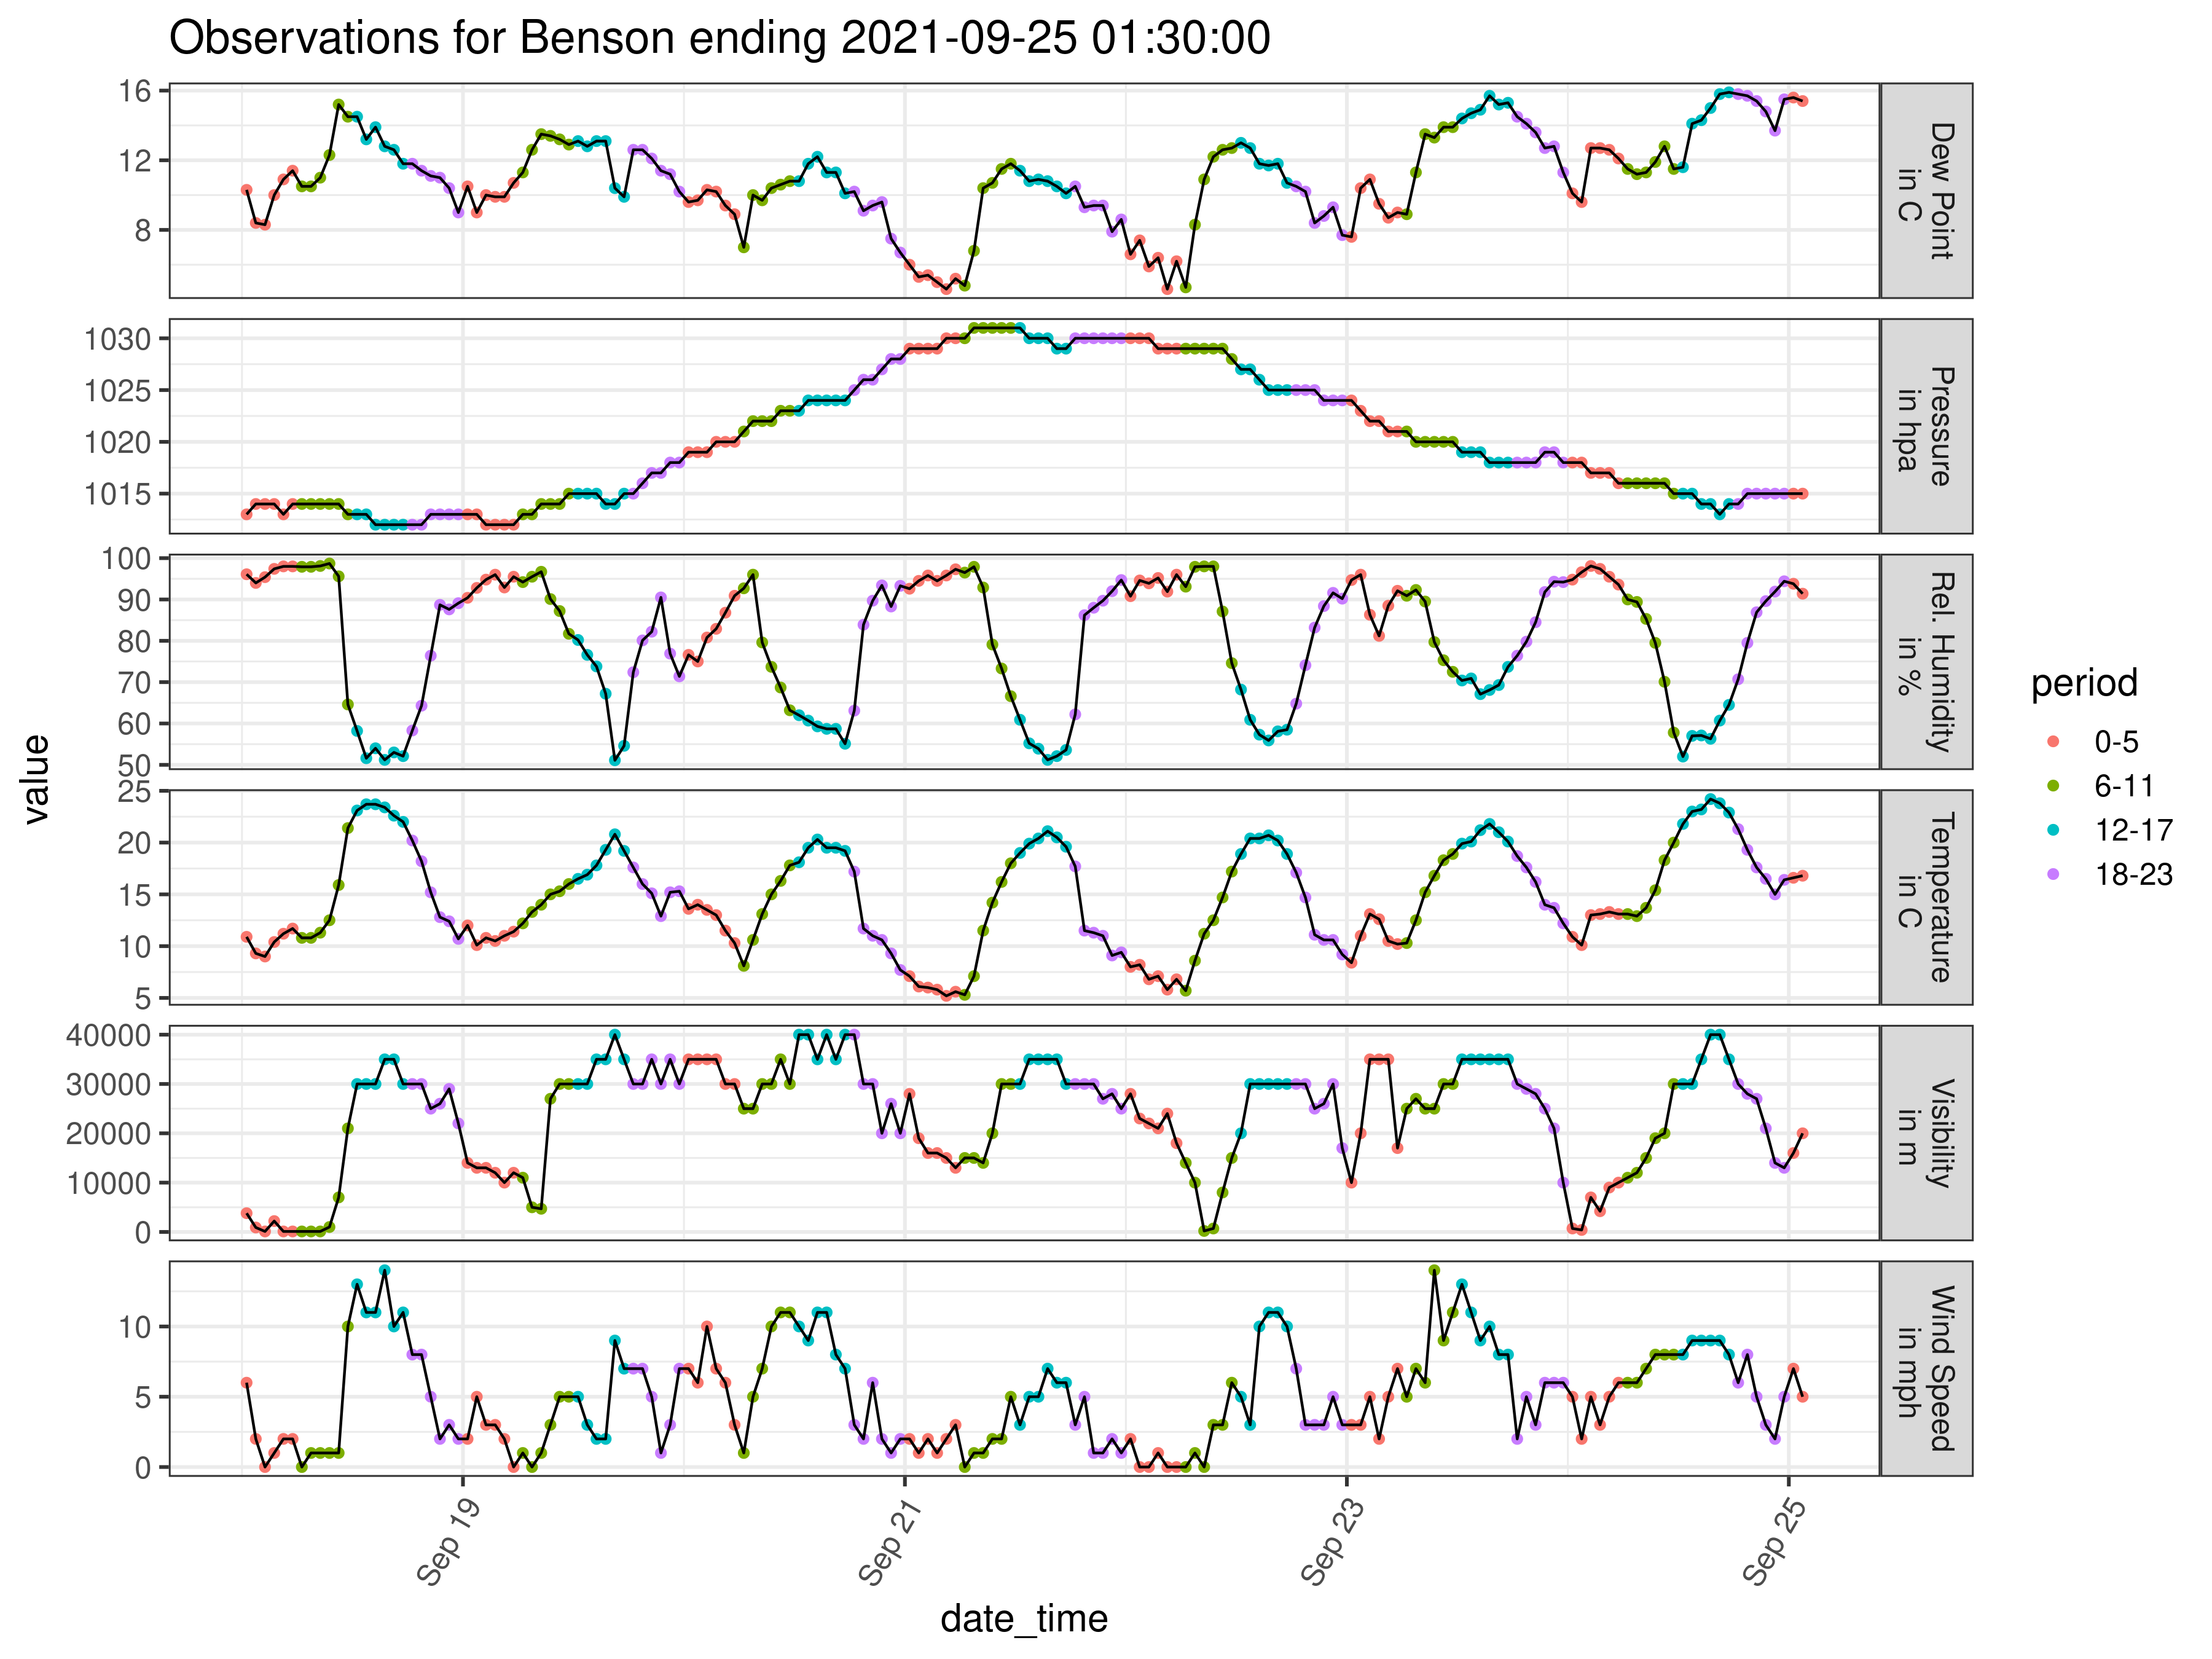 Observations for Benson ending 2021-09-25 01:30:00
value
16
12
8
Dew Point
in C
1030
1025
1020
1015
Pressure
in hpa
100
90
80
70
60
50
Rel. Humidity
in %
25
20
15
10
5
Temperature
in C
40000
30000
20000
10000
0
Visibility
in m
10
5
0
Wind Speed
in mph
Sep 19
Sep 21
Sep 23
Sep 25
date_time
period
0-5
6-11
12-17
18-23